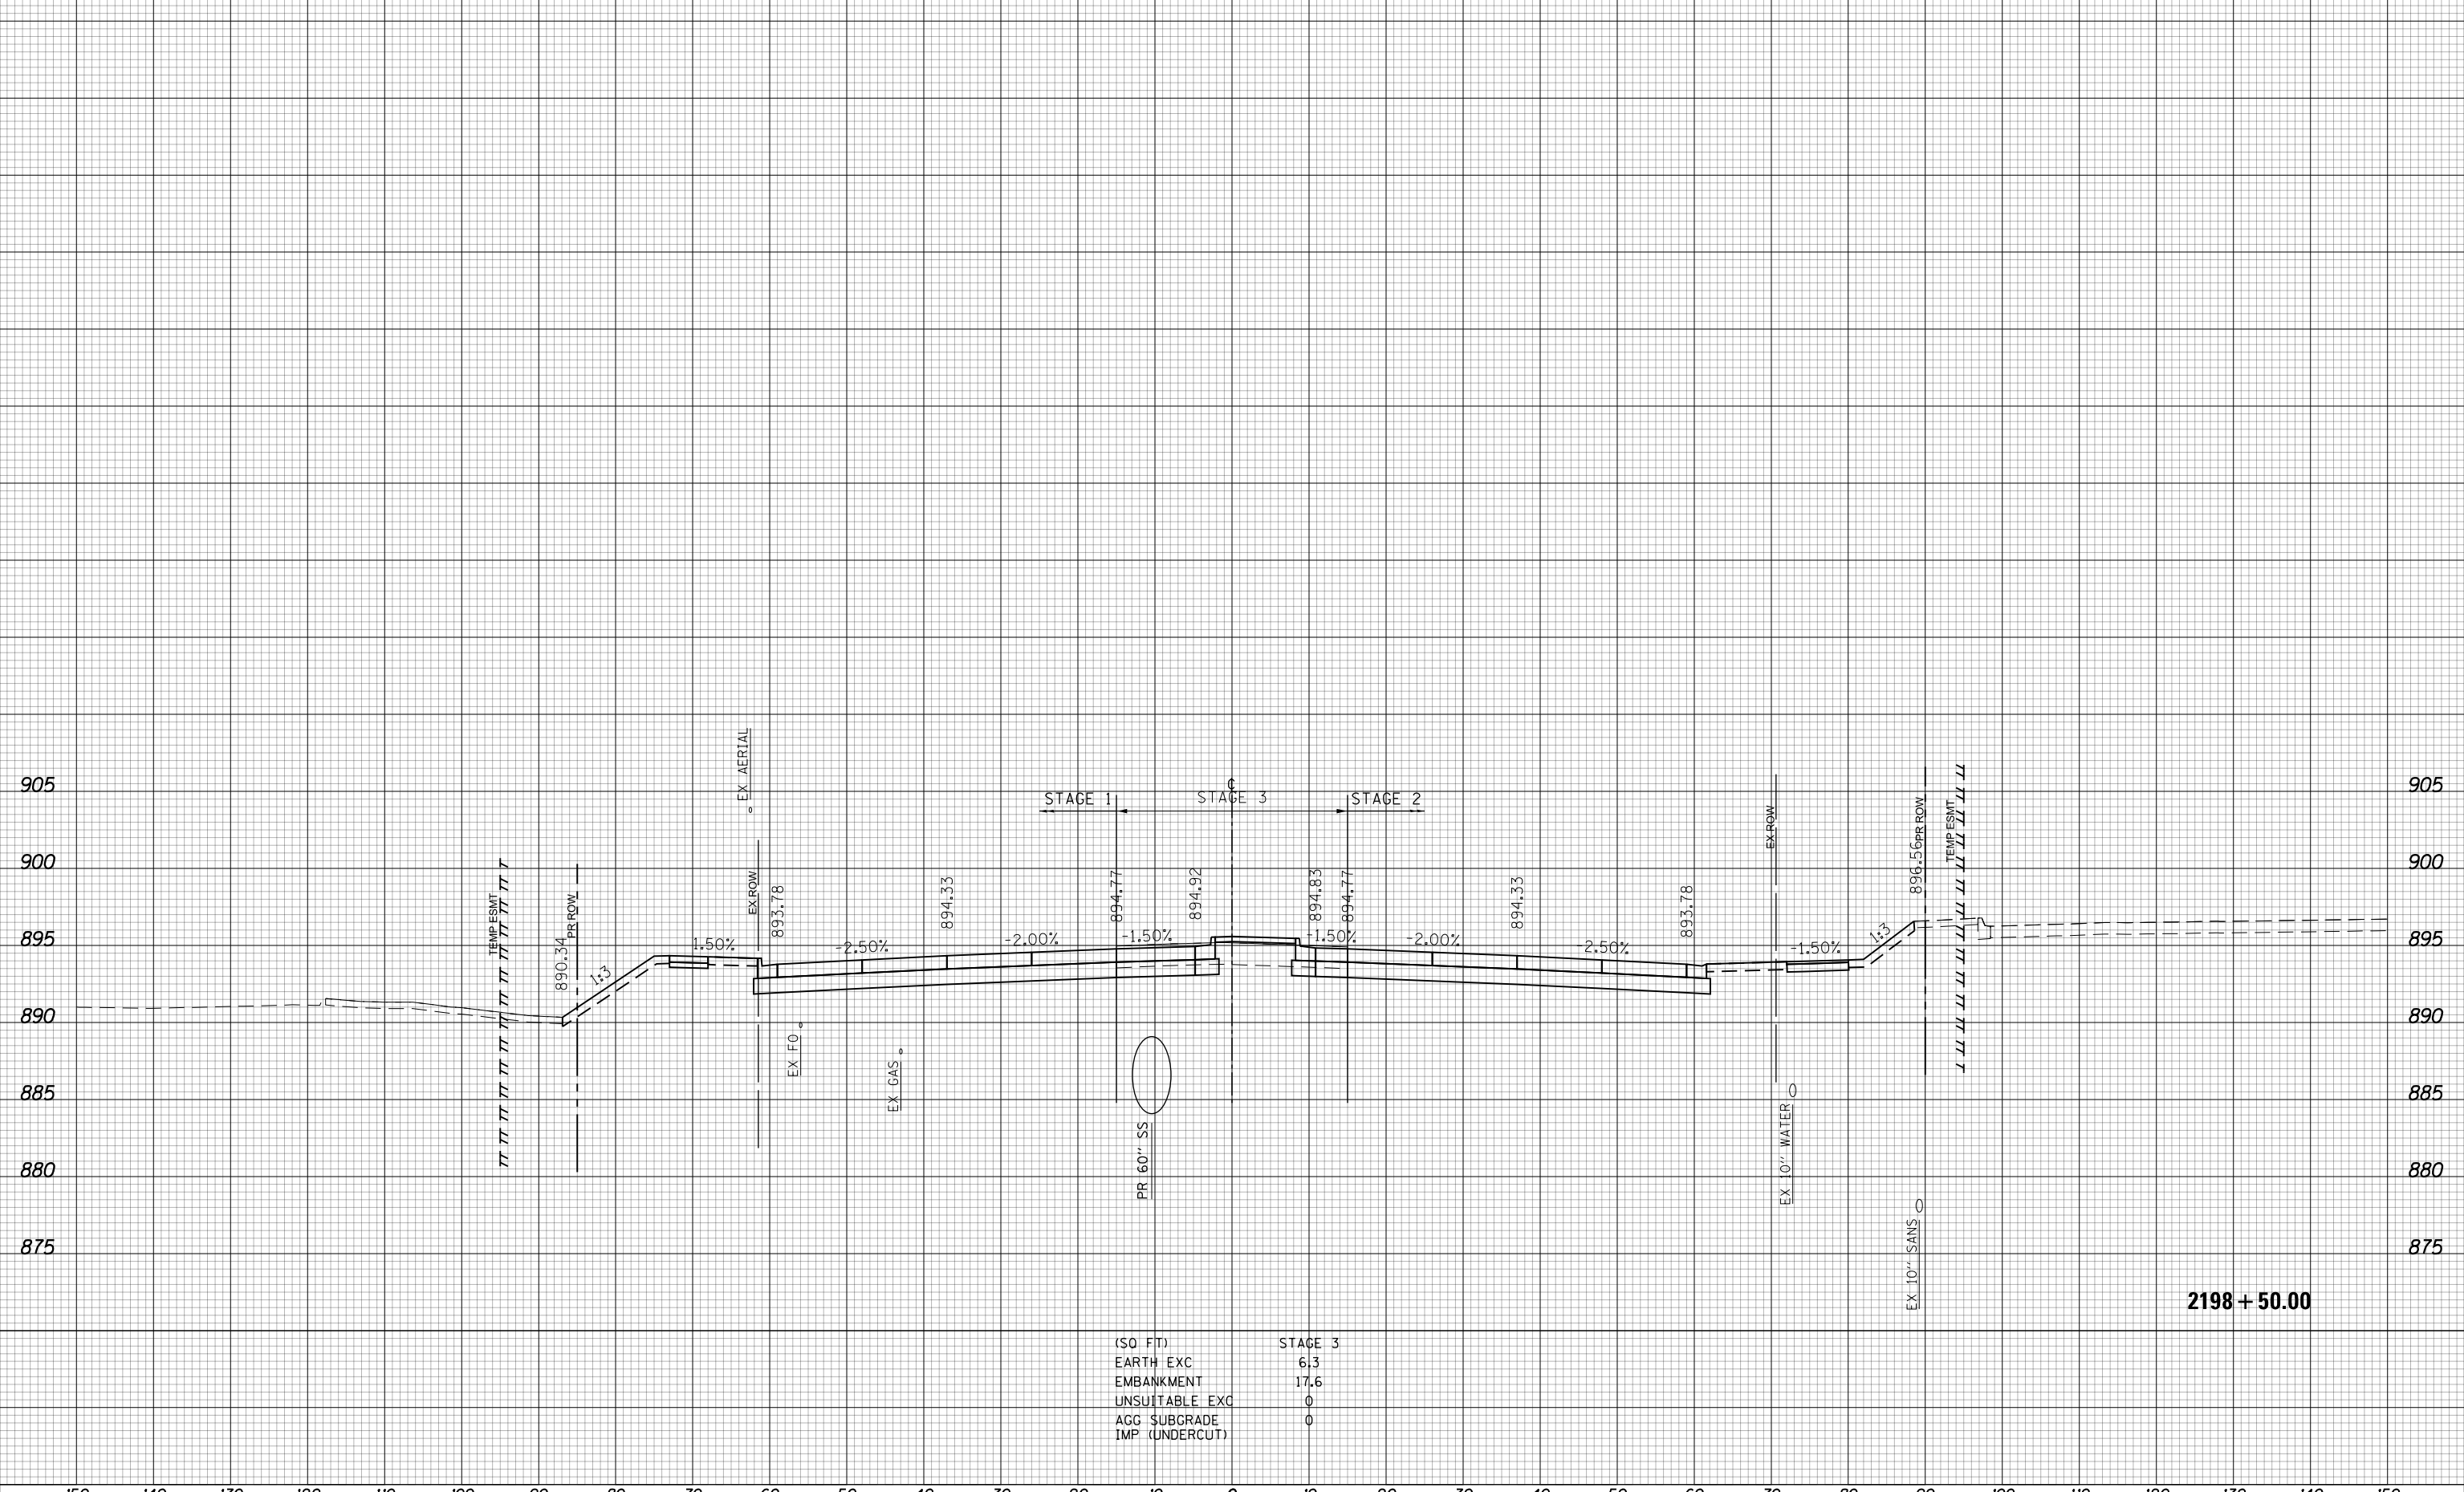 EX AERIAL
905
905
℄
STAGE 1
STAGE 3
STAGE 2
EX ROW
PR ROW
TEMP ESMT
896.56
900
900
TEMP ESMT
PR ROW
EX ROW
893.78
894.33
894.77
894.92
894.83
894.77
894.33
893.78
895
895
890.34
1:3
1.50%
-2.50%
-2.00%
-1.50%
-1.50%
-2.00%
2.50%
-1.50%
1:3
890
890
EX FO
EX GAS
885
885
PR 60" SS
EX 10" WATER
880
880
EX 10" SANS
875
875
2198+50.00
(SQ FT) STAGE 3
EARTH EXC 6.3
EMBANKMENT 17.6
UNSUITABLE EXC 0
AGG SUBGRADE 0
IMP (UNDERCUT)